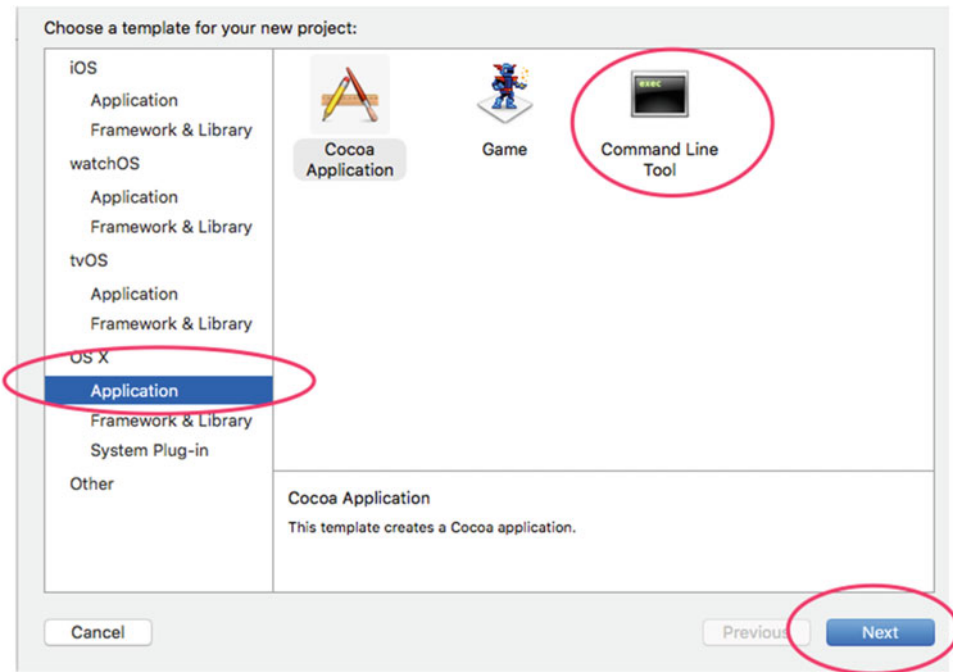 Choose a template for your new project:
iOS
Application
Framework & Library
watchOS
Application
Framework & Library
tvOS
Application
Framework & Library
OS X
Application
Framework & Library
System Plug-in
Other
Cocoa
Application
Game
exec
Command Line
Tool
Cocoa Application
This template creates a Cocoa application.
Cancel
Previous
Next